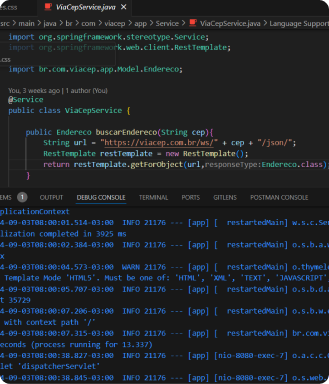 es.css
ViaCepService.java
src > main > java > br > com > viacep > app > Service > ViaCepService.java > Language Support
import org.springframework.stereotype.Service;
import org.springframework.web.client.RestTemplate;
.css
import br.com.viacep.app.Model.Endereco;
You, 3 weeks ago | 1 author (You)
@Service
public class ViaCepService {
public Endereco buscarEndereco(String cep){
String url = "https://viacep.com.br/ws/" + cep + "/json/";
RestTemplate restTemplate = new RestTemplate();
return restTemplate.getForObject(url,responseType:Endereco.class);
}
EMS 1 OUTPUT DEBUG CONSOLE TERMINAL PORTS GITLENS POSTMAN CONSOLE
plicationContext
4-09-03T08:00:01.514-03:00 INFO 21176 --- [app] [ restartedMain] w.s.c.Se
lization completed in 3925 ms
4-09-03T08:00:02.384-03:00 INFO 21176 --- [app] [ restartedMain] o.s.b.a.w
x
4-09-03T08:00:04.573-03:00 WARN 21176 --- [app] [ restartedMain] o.thymele
Template Mode 'HTML5'. Must be one of: 'HTML', 'XML', 'TEXT', 'JAVASCRIPT'
4-09-03T08:00:05.707-03:00 INFO 21176 --- [app] [ restartedMain] o.s.b.d.a
t 35729
4-09-03T08:00:07.206-03:00 INFO 21176 --- [app] [ restartedMain] o.s.b.w.e
with context path '/'
4-09-03T08:00:07.315-03:00 INFO 21176 --- [app] [ restartedMain] br.com.vi
econds (process running for 13.337)
4-09-03T08:00:38.827-03:00 INFO 21176 --- [app] [nio-8080-exec-7] o.a.c.c.C
let 'dispatcherServlet'
4-09-03T08:00:38.845-03:00 INFO 21176 --- [app] [nio-8080-exec-7] o.s.web.